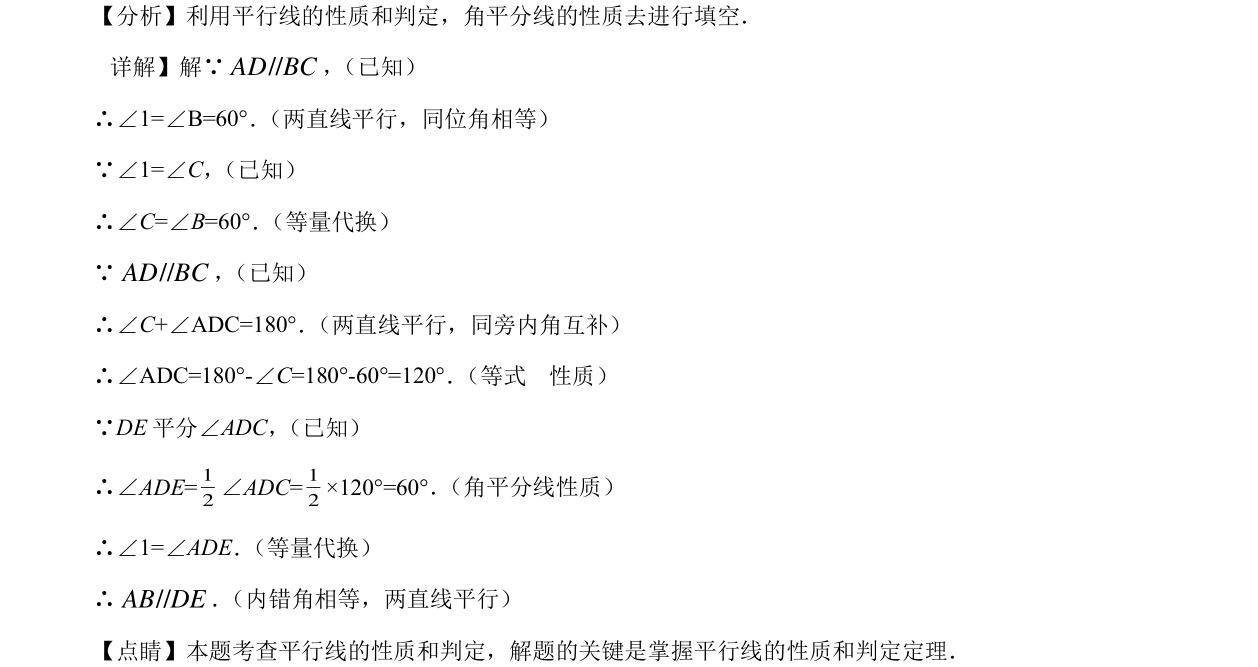 【分析】利用平行线的性质和判定，角平分线的性质去进行填空．
详解】解∵ AD//BC，（已知）
∴∠1=∠B=60°．（两直线平行，同位角相等）
∵∠1=∠C，（已知）
∴∠C=∠B=60°．（等量代换）
∵ AD//BC，（已知）
∴∠C+∠ADC=180°．（两直线平行，同旁内角互补）
∴∠ADC=180°-∠C=180°-60°=120°．（等式　性质）
∵DE 平分∠ADC，（已知）
∴∠ADE=1/2 ∠ADC=1/2 ×120°=60°．（角平分线性质）
∴∠1=∠ADE．（等量代换）
∴ AB//DE．（内错角相等，两直线平行）
【点睛】本题考查平行线的性质和判定，解题的关键是掌握平行线的性质和判定定理．